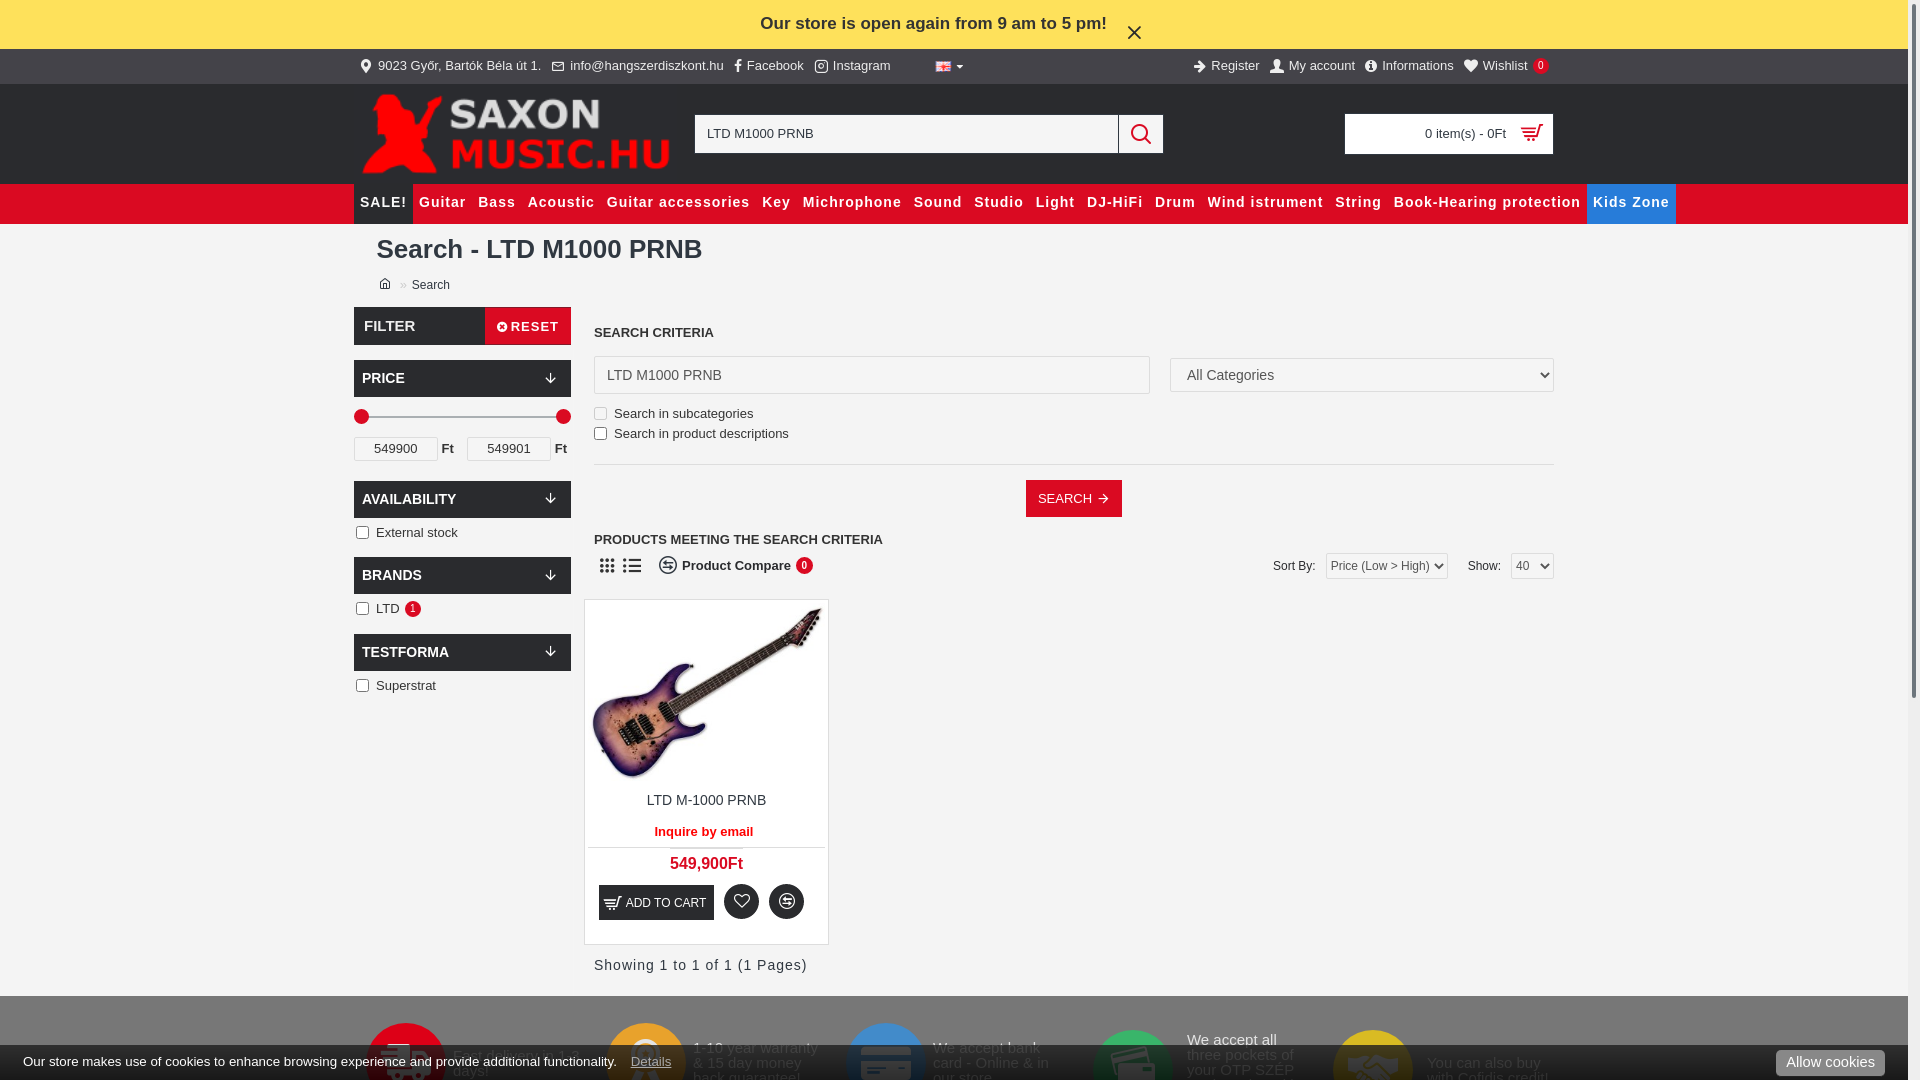 Our store is open again from 9 am to 5 pm!
9023 Győr, Bartók Béla út 1. info@hangszerdiszkont.hu Facebook Instagram Register My account Informations Wishlist 0
SAXON
MUSIC.HU
LTD M1000 PRNB
0 item(s) - 0Ft
SALE! Guitar Bass Acoustic Guitar accessories Key Michrophone Sound Studio Light DJ-HiFi Drum Wind istrument String Book-Hearing protection Kids Zone
Search - LTD M1000 PRNB
» Search
FILTER RESET
SEARCH CRITERIA
PRICE
LTD M1000 PRNB
All Categories
Search in subcategories
Search in product descriptions
549900 Ft 549901 Ft
AVAILABILITY
SEARCH
External stock
PRODUCTS MEETING THE SEARCH CRITERIA
Product Compare 0
Sort By: Price (Low > High) Show: 40
BRANDS
LTD 1
TESTFORMA
Superstrat
LTD M-1000 PRNB
Inquire by email
549,900Ft
ADD TO CART
Showing 1 to 1 of 1 (1 Pages)
1-10 year warranty
& 15 day money
back guarantee!
We accept bank
card - Online & in
our store
We accept all
three pockets of
your OTP SZÉP
You can also buy
with Cofidis credit!
days!
Our store makes use of cookies to enhance browsing experience and provide additional functionality. Details
Allow cookies